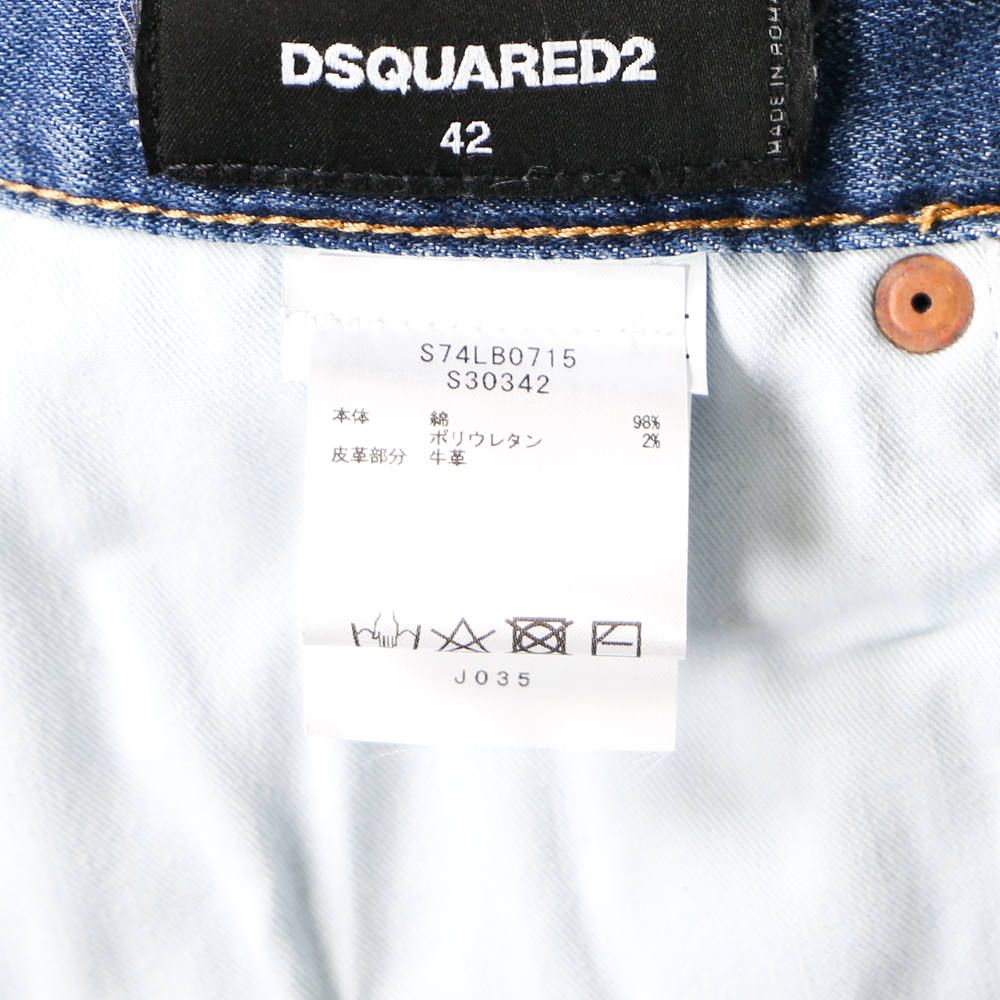 DSQUARED2
42
MADE IN
S74LB0715
S30342
本体 綿 98%
ポリウレタン 2%
皮革部分 牛革
J035